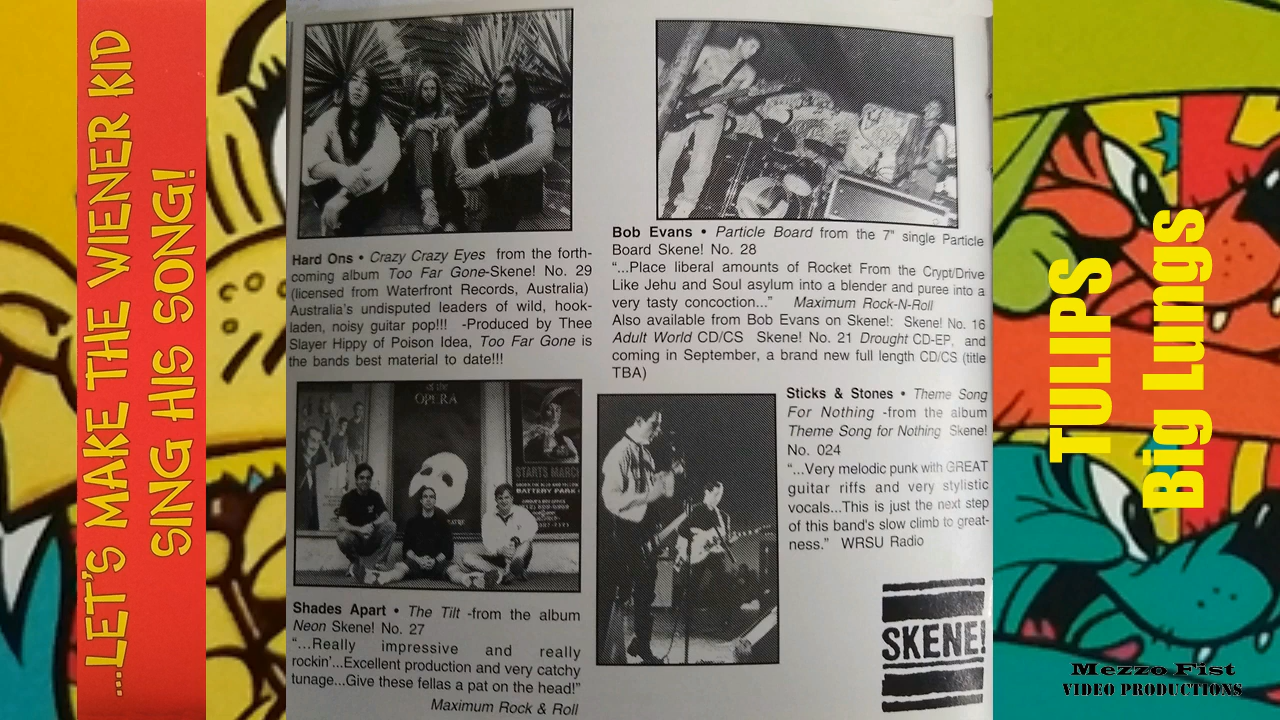 ...LET'S MAKE THE WIENER KID
SING HIS SONG!
Hard Ons • Crazy Crazy Eyes from the forth-
coming album Too Far Gone-Skene! No. 29
(licensed from Waterfront Records, Australia)
Australia's undisputed leaders of wild, hook-
laden, noisy guitar pop!!! -Produced by Thee
Slayer Hippy of Poison Idea, Too Far Gone is
the bands best material to date!!!
of the
OPERA
STARTS MARCH
BATTERY PARK
Shades Apart • The Tilt -from the album
Neon Skene! No. 27
“...Really impressive and really
rockin'...Excellent production and very catchy
tunage...Give these fellas a pat on the head!”
Maximum Rock & Roll
Bob Evans • Particle Board from the 7" single Particle
Board Skene! No. 28
“...Place liberal amounts of Rocket From the Crypt/Drive
Like Jehu and Soul asylum into a blender and puree into a
very tasty concoction...” Maximum Rock-N-Roll
Also available from Bob Evans on Skene!: Skene! No. 16
Adult World CD/CS Skene! No. 21 Drought CD-EP, and
coming in September, a brand new full length CD/CS (title
TBA)
Sticks & Stones • Theme Song
For Nothing -from the album
Theme Song for Nothing Skene!
No. 024
“...Very melodic punk with GREAT
guitar riffs and very stylistic
vocals...This is just the next step
of this band's slow climb to great-
ness.” WRSU Radio
SKENE!
TULIPS
Big Lungs
Mezzo Fist
VIDEO PRODUCTIONS